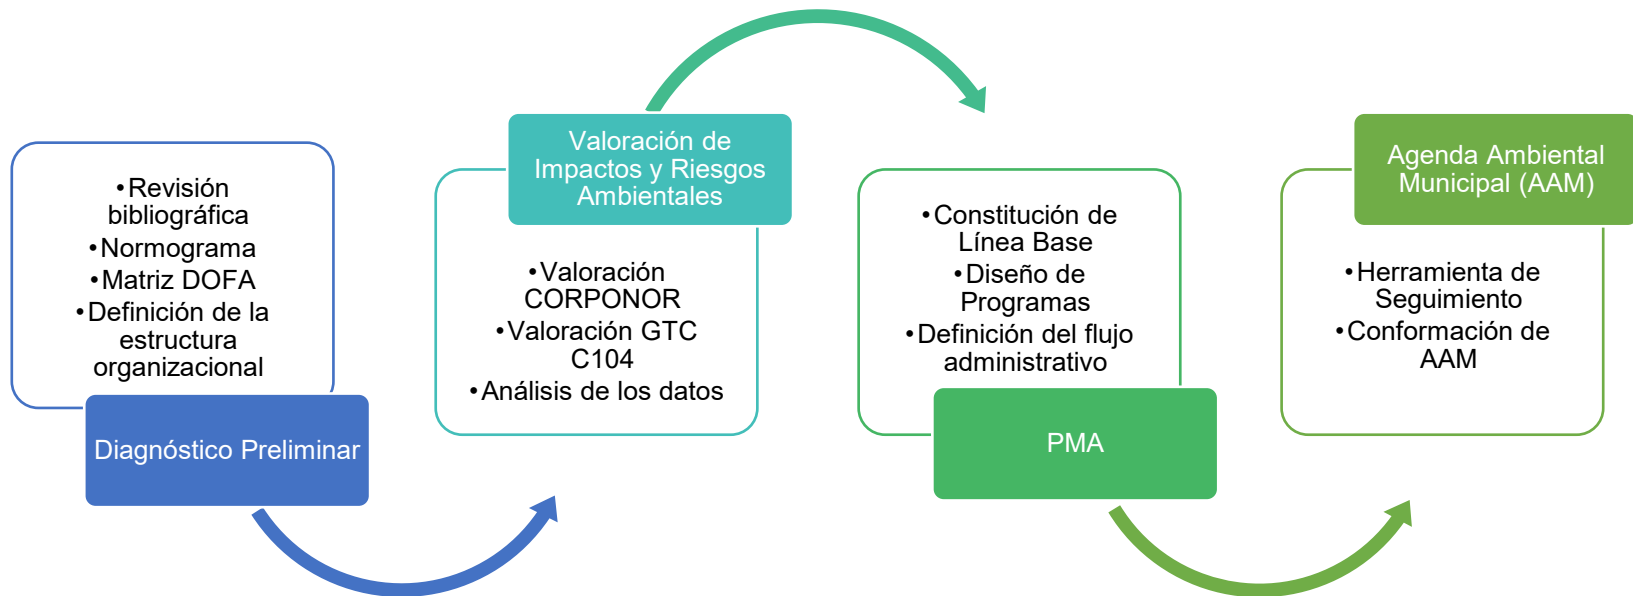 •Revisión
bibliográfica
•Normograma
•Matriz DOFA
•Definición de la
estructura
organizacional
Diagnóstico Preliminar
Valoración de
Impactos y Riesgos
Ambientales
•Valoración
CORPONOR
•Valoración GTC
C104
•Análisis de los datos
•Constitución de
Línea Base
•Diseño de
Programas
•Definición del flujo
administrativo
PMA
Agenda Ambiental
Municipal (AAM)
•Herramienta de
Seguimiento
•Conformación de
AAM